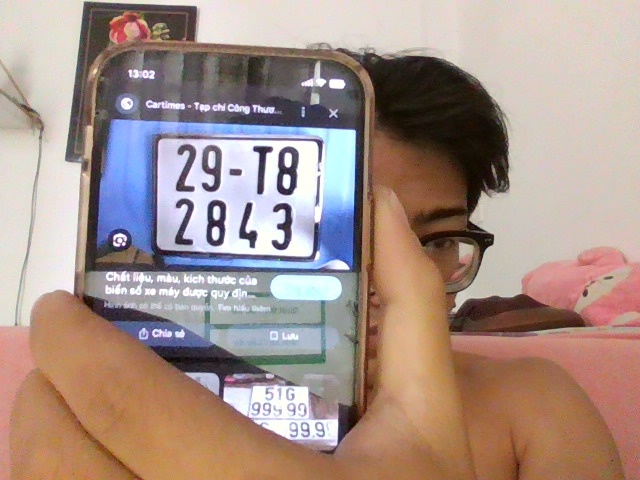 13:02
Cartimes - Tạp chí Công Thươ...
29-T8
2843
Chất liệu, màu, kích thước của
biển số xe máy được quy địn...
Hình ảnh có thể có bản quyền. Tìm hiểu thêm
Chia sẻ
Lưu
51G
999.99
99.9